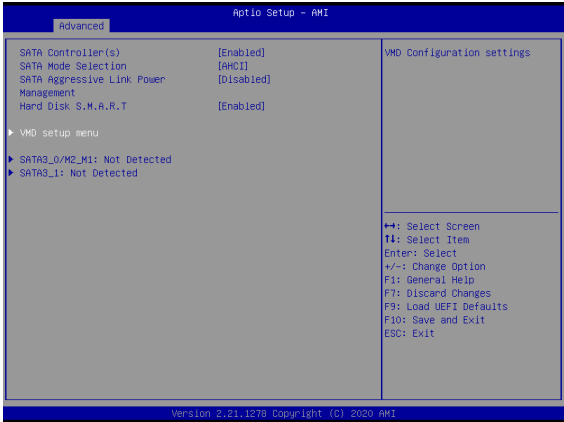 Aptio Setup – AMI
Advanced
SATA Controller(s) [Enabled]
SATA Mode Selection [AHCI]
SATA Aggressive Link Power [Disabled]
Management
Hard Disk S.M.A.R.T [Enabled]
VMD setup menu
SATA3_0/M2_M1: Not Detected
SATA3_1: Not Detected
VMD Configuration settings
↔: Select Screen
↑↓: Select Item
Enter: Select
+/-: Change Option
F1: General Help
F7: Discard Changes
F9: Load UEFI Defaults
F10: Save and Exit
ESC: Exit
Version 2.21.1278 Copyright (C) 2020 AMI